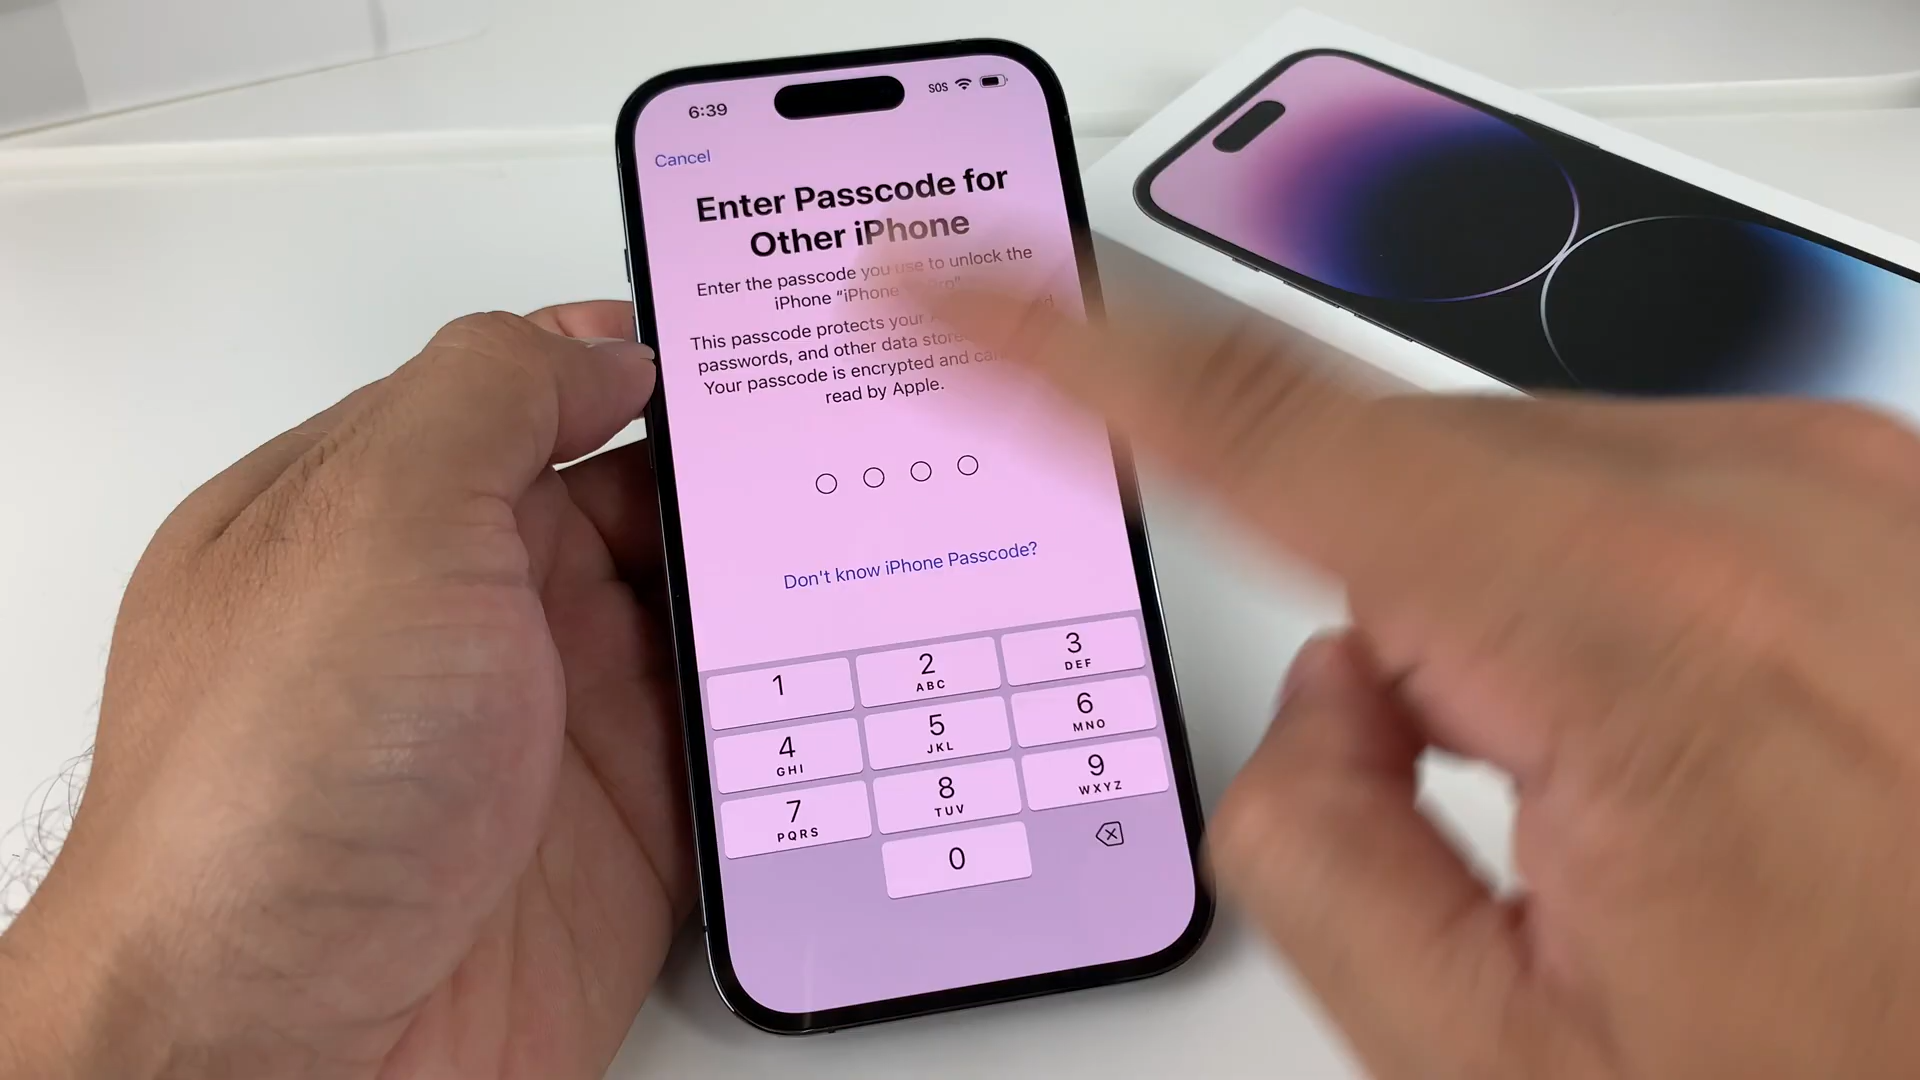 6:39
SOS
Cancel
Enter Passcode for
Other iPhone
Enter the passcode you use to unlock the
iPhone “iPhone Pro”
This passcode protects your
passwords, and other data
Your passcode is encrypted and
read by Apple.
Don't know iPhone Passcode?
1
2
ABC
3
DEF
4
GHI
5
JKL
6
MNO
7
PQRS
8
TUV
9
WXYZ
0